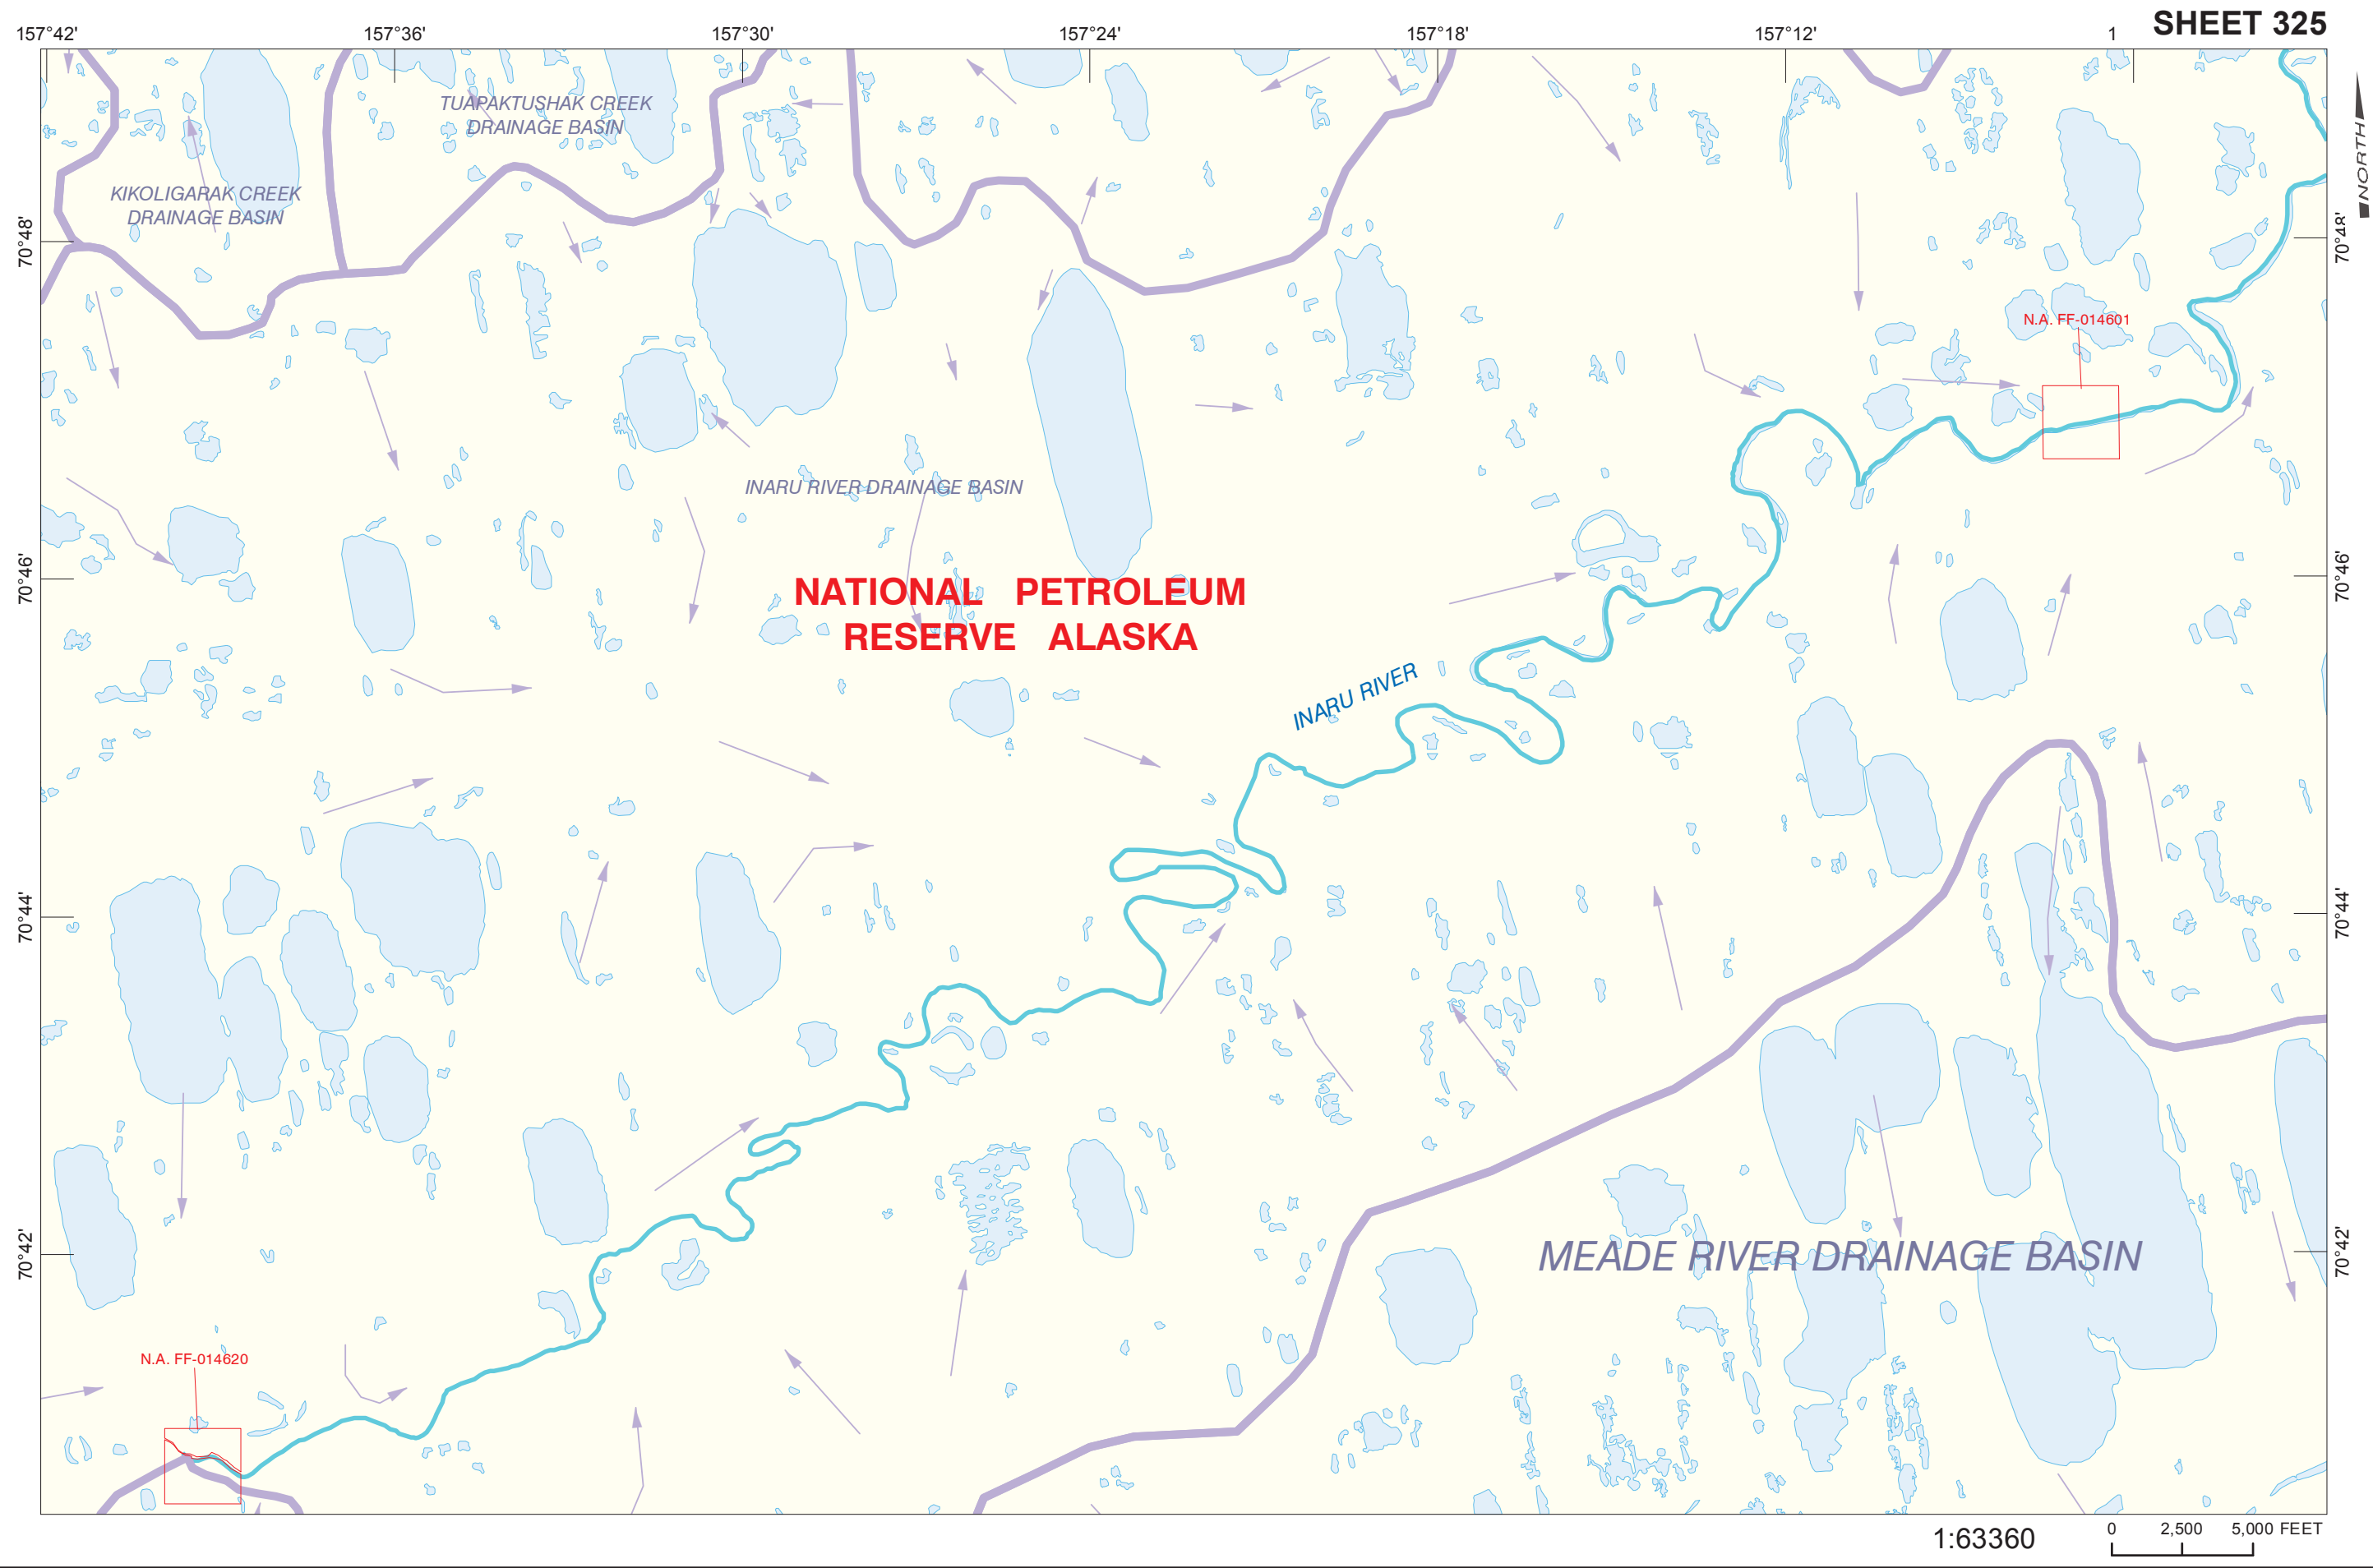 SHEET 325
157°42'
157°36'
157°30'
157°24'
157°18'
157°12'
1
NORTH
TUAPAKTUSHAK CREEK
DRAINAGE BASIN
KIKOLIGARAK CREEK
DRAINAGE BASIN
70°48'
70°48'
N.A. FF-014601
INARU RIVER DRAINAGE BASIN
70°46'
70°46'
NATIONAL PETROLEUM
RESERVE ALASKA
INARU RIVER
70°44'
70°44'
70°42'
70°42'
MEADE RIVER DRAINAGE BASIN
N.A. FF-014620
1:63360
0 2,500 5,000 FEET